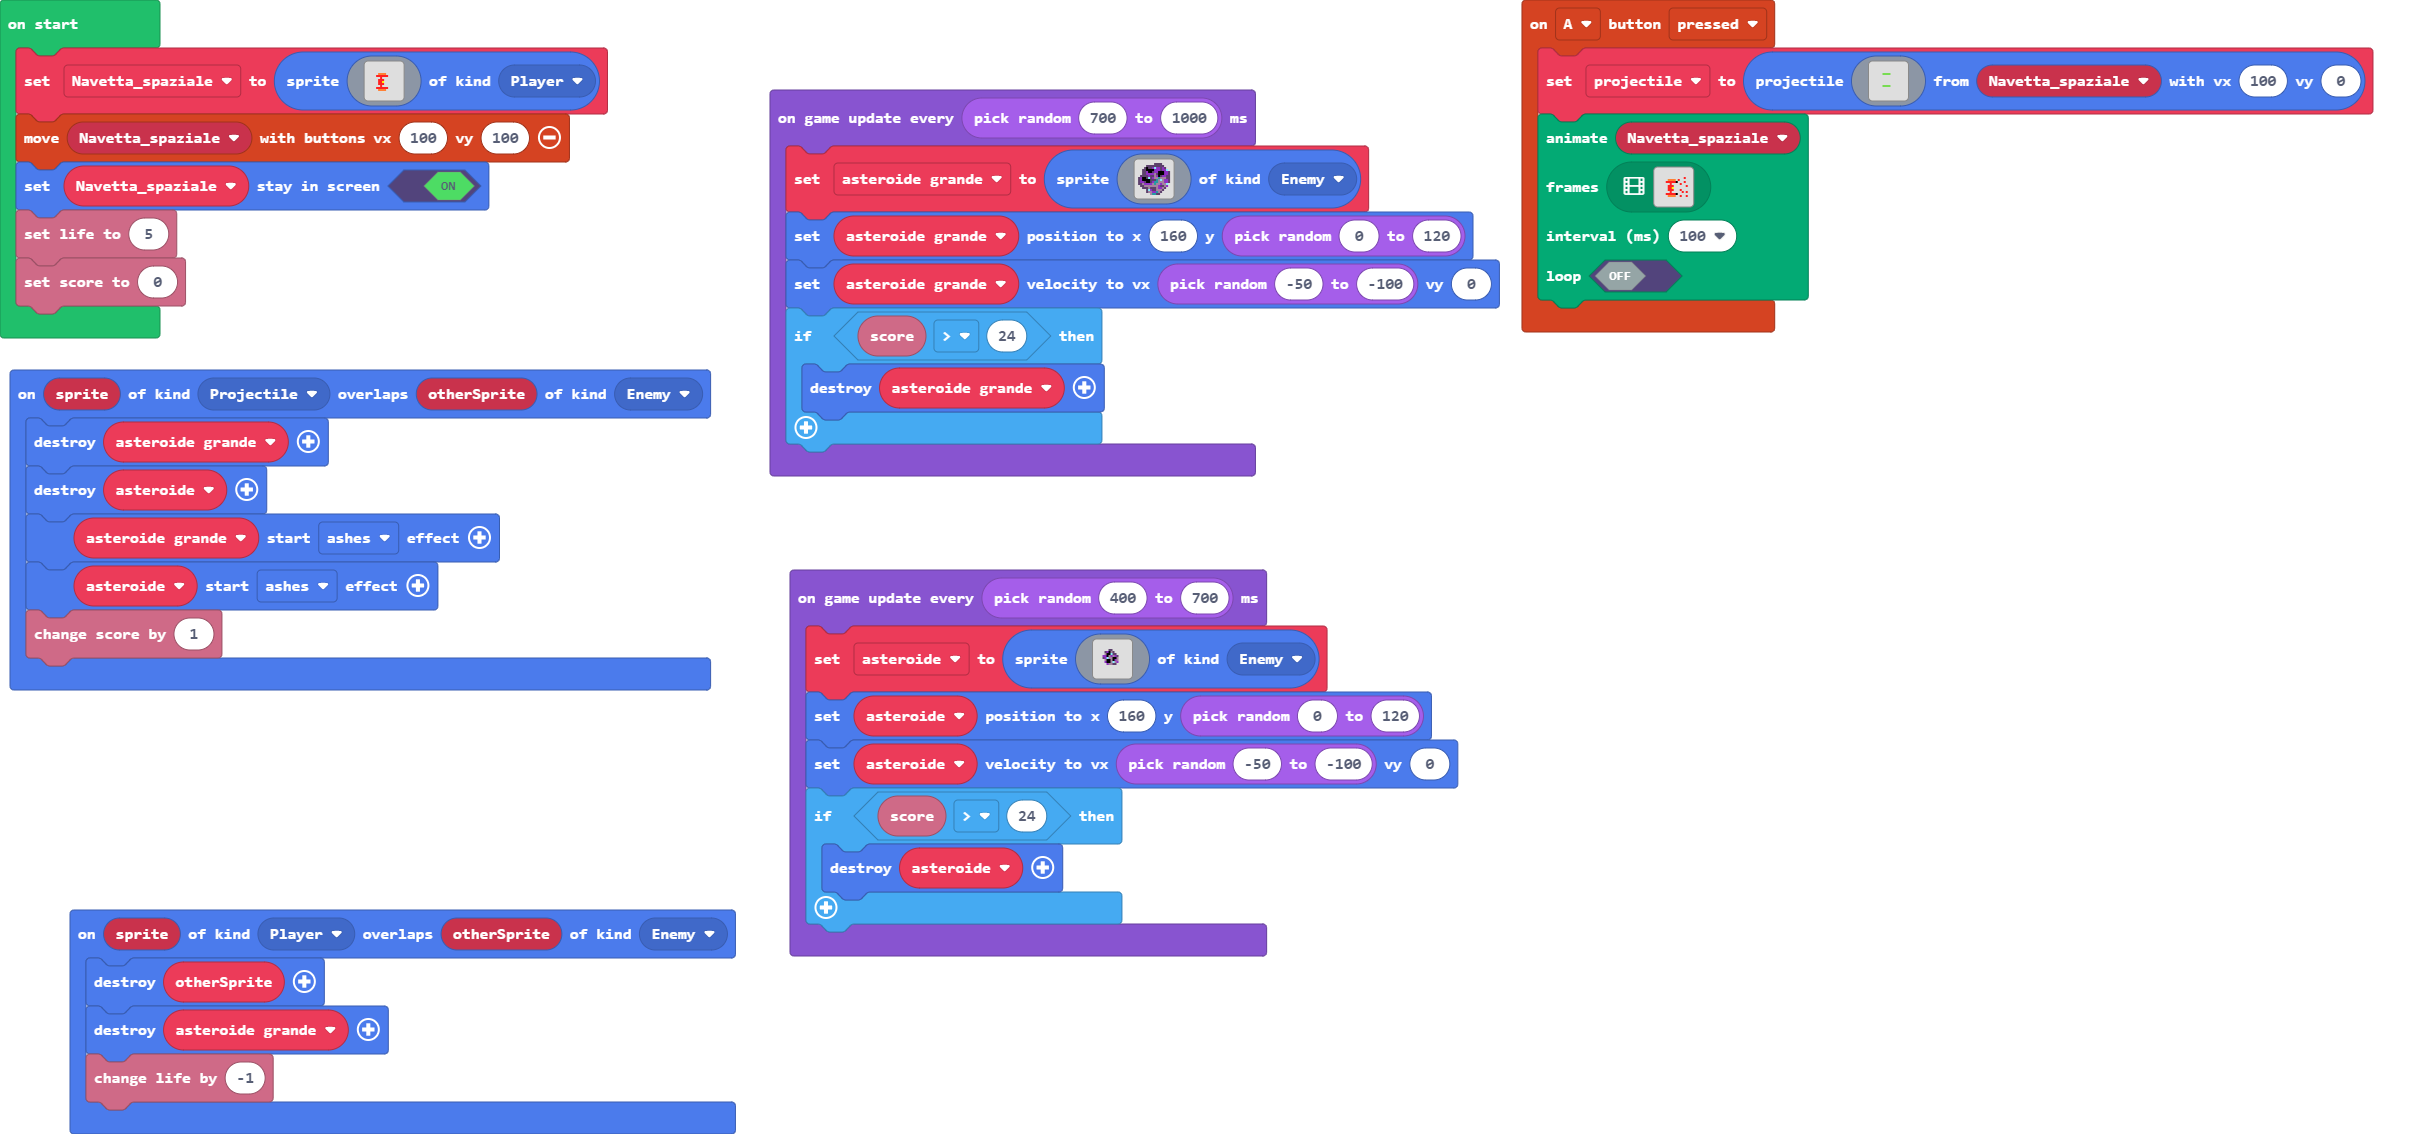 on start
set Navetta_spaziale to sprite of kind Player
move Navetta_spaziale with buttons vx 100 vy 100
set Navetta_spaziale stay in screen ON
set life to 5
set score to 0
on sprite of kind Projectile overlaps otherSprite of kind Enemy
destroy asteroide grande
destroy asteroide
asteroide grande start ashes effect
asteroide start ashes effect
change score by 1
on sprite of kind Player overlaps otherSprite of kind Enemy
destroy otherSprite
destroy asteroide grande
change life by -1
on game update every pick random 700 to 1000 ms
set asteroide grande to sprite of kind Enemy
set asteroide grande position to x 160 y pick random 0 to 120
set asteroide grande velocity to vx pick random -50 to -100 vy 0
if score > 24 then
destroy asteroide grande
on game update every pick random 400 to 700 ms
set asteroide to sprite of kind Enemy
set asteroide position to x 160 y pick random 0 to 120
set asteroide velocity to vx pick random -50 to -100 vy 0
if score > 24 then
destroy asteroide
on A button pressed
set projectile to projectile from Navetta_spaziale with vx 100 vy 0
animate Navetta_spaziale
frames
interval (ms) 100
loop OFF